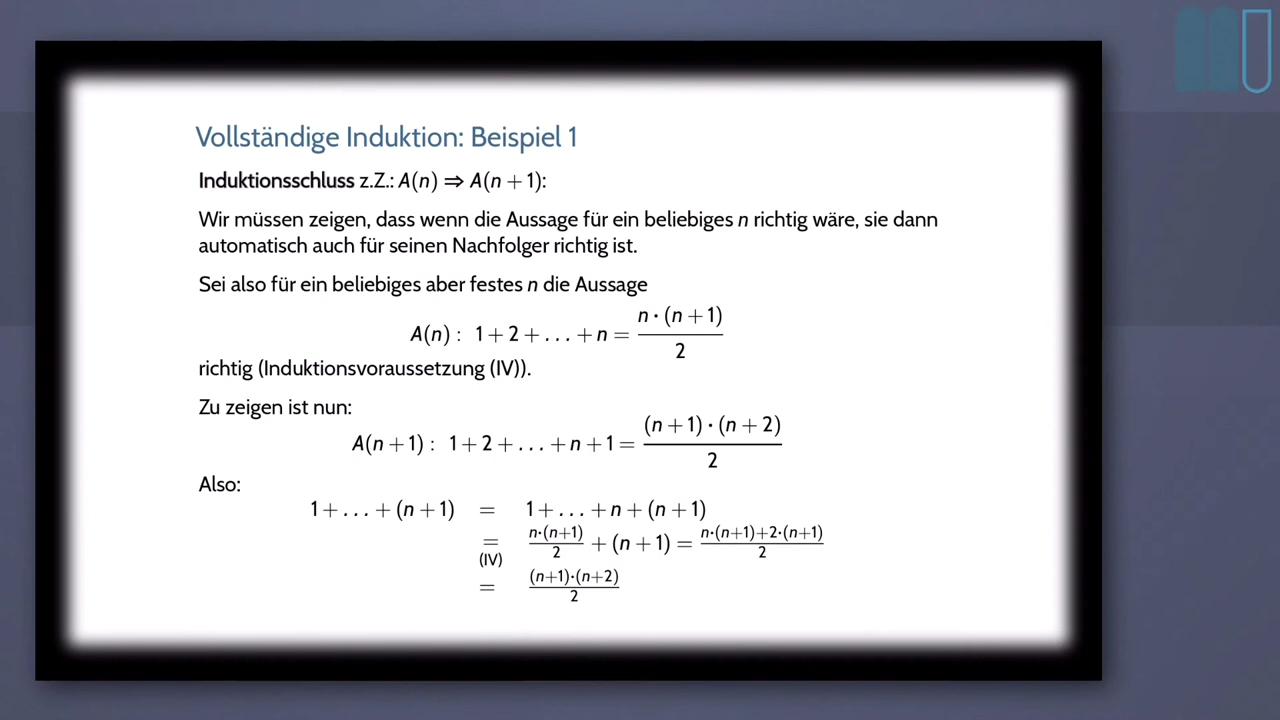 Vollständige Induktion: Beispiel 1
Induktionsschluss z.Z.: A(n) ⇒ A(n + 1):
Wir müssen zeigen, dass wenn die Aussage für ein beliebiges n richtig wäre, sie dann
automatisch auch für seinen Nachfolger richtig ist.
Sei also für ein beliebiges aber festes n die Aussage
A(n) : 1 + 2 + . . . + n = n · (n + 1) / 2
richtig (Induktionsvoraussetzung (IV)).
Zu zeigen ist nun:
A(n + 1) : 1 + 2 + . . . + n + 1 = (n + 1) · (n + 2) / 2
Also:
1 + . . . + (n + 1) = 1 + . . . + n + (n + 1)
= (IV) n·(n+1) / 2 + (n + 1) = n·(n+1)+2·(n+1) / 2
= (n+1)·(n+2) / 2